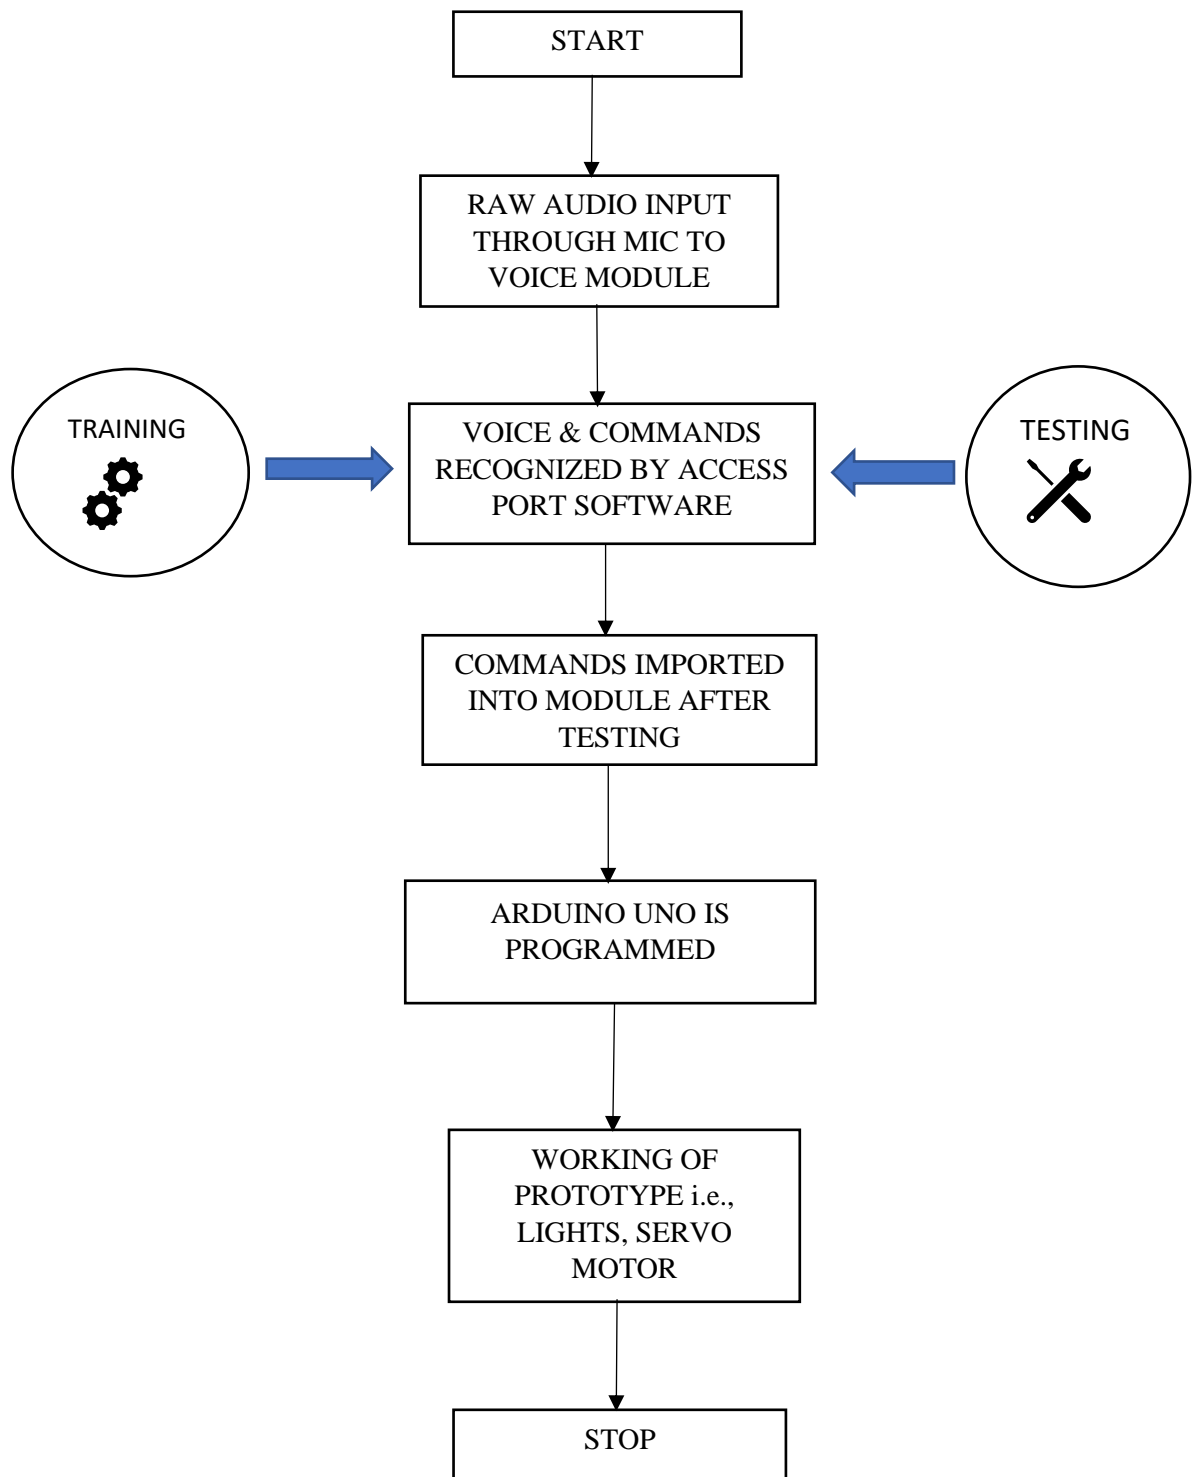 START
RAW AUDIO INPUT
THROUGH MIC TO
VOICE MODULE
TRAINING
VOICE & COMMANDS
RECOGNIZED BY ACCESS
PORT SOFTWARE
TESTING
COMMANDS IMPORTED
INTO MODULE AFTER
TESTING
ARDUINO UNO IS
PROGRAMMED
WORKING OF
PROTOTYPE i.e.,
LIGHTS, SERVO
MOTOR
STOP